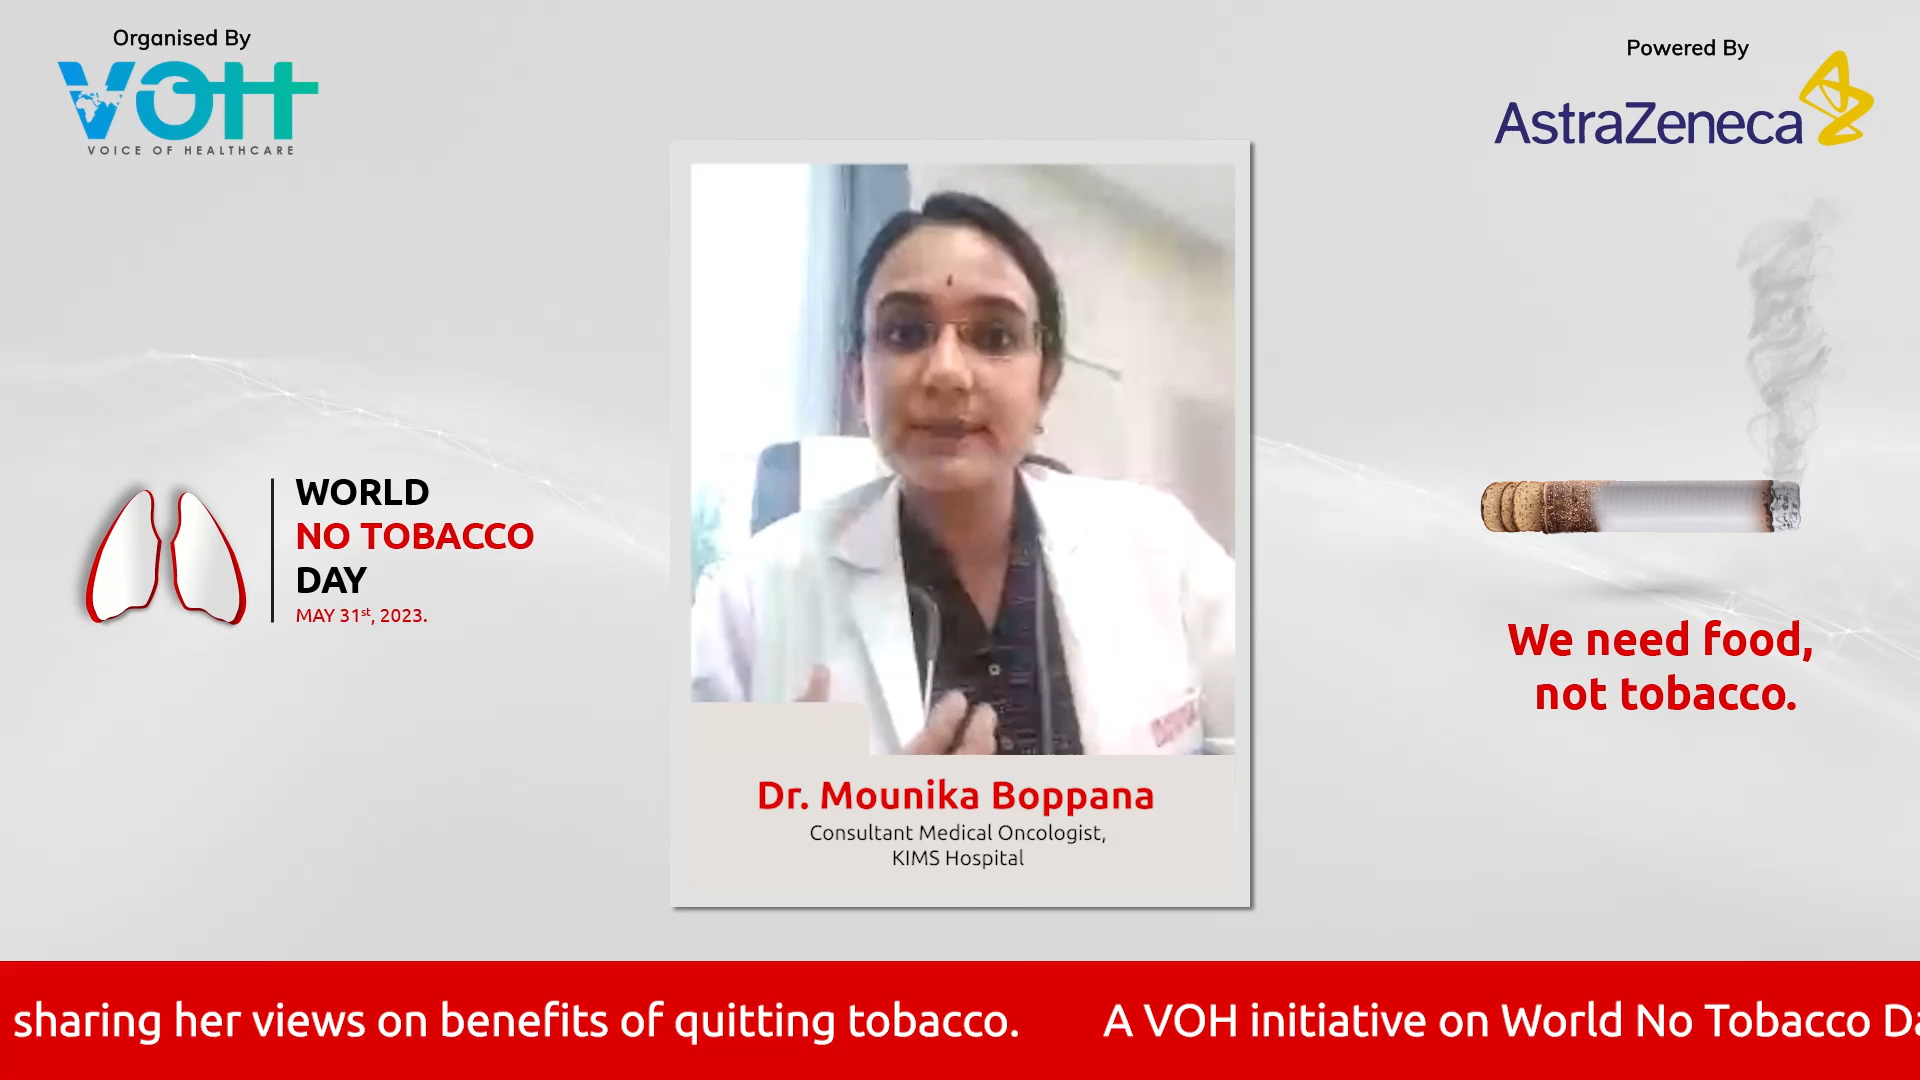 Organised By
VOH
VOICE OF HEALTHCARE
Powered By
AstraZeneca
WORLD
NO TOBACCO
DAY
MAY 31st, 2023.
We need food,
not tobacco.
Dr. Mounika Boppana
Consultant Medical Oncologist,
KIMS Hospital
sharing her views on benefits of quitting tobacco. A VOH initiative on World No Tobacco Da